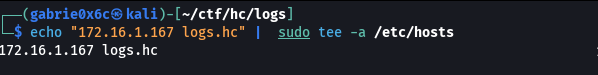 ┌──(gabrie0x6c㉿kali)-[~/ctf/hc/logs]
└─$ echo "172.16.1.167 logs.hc" |  sudo tee -a /etc/hosts
172.16.1.167 logs.hc